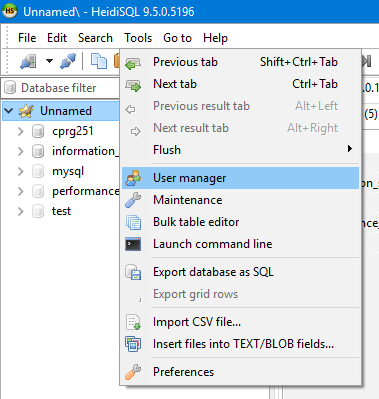 Unnamed\ - HeidiSQL 9.5.0.5196
File Edit Search Tools Go to Help
Database filter
Unnamed
cprg251
information_
mysql
performance
test
Previous tab Shift+Ctrl+Tab
Next tab Ctrl+Tab
Previous result tab Alt+Left
Next result tab Alt+Right
Flush
User manager
Maintenance
Bulk table editor
Launch command line
Export database as SQL
Export grid rows
Import CSV file...
Insert files into TEXT/BLOB fields...
Preferences
.0.1
(5)